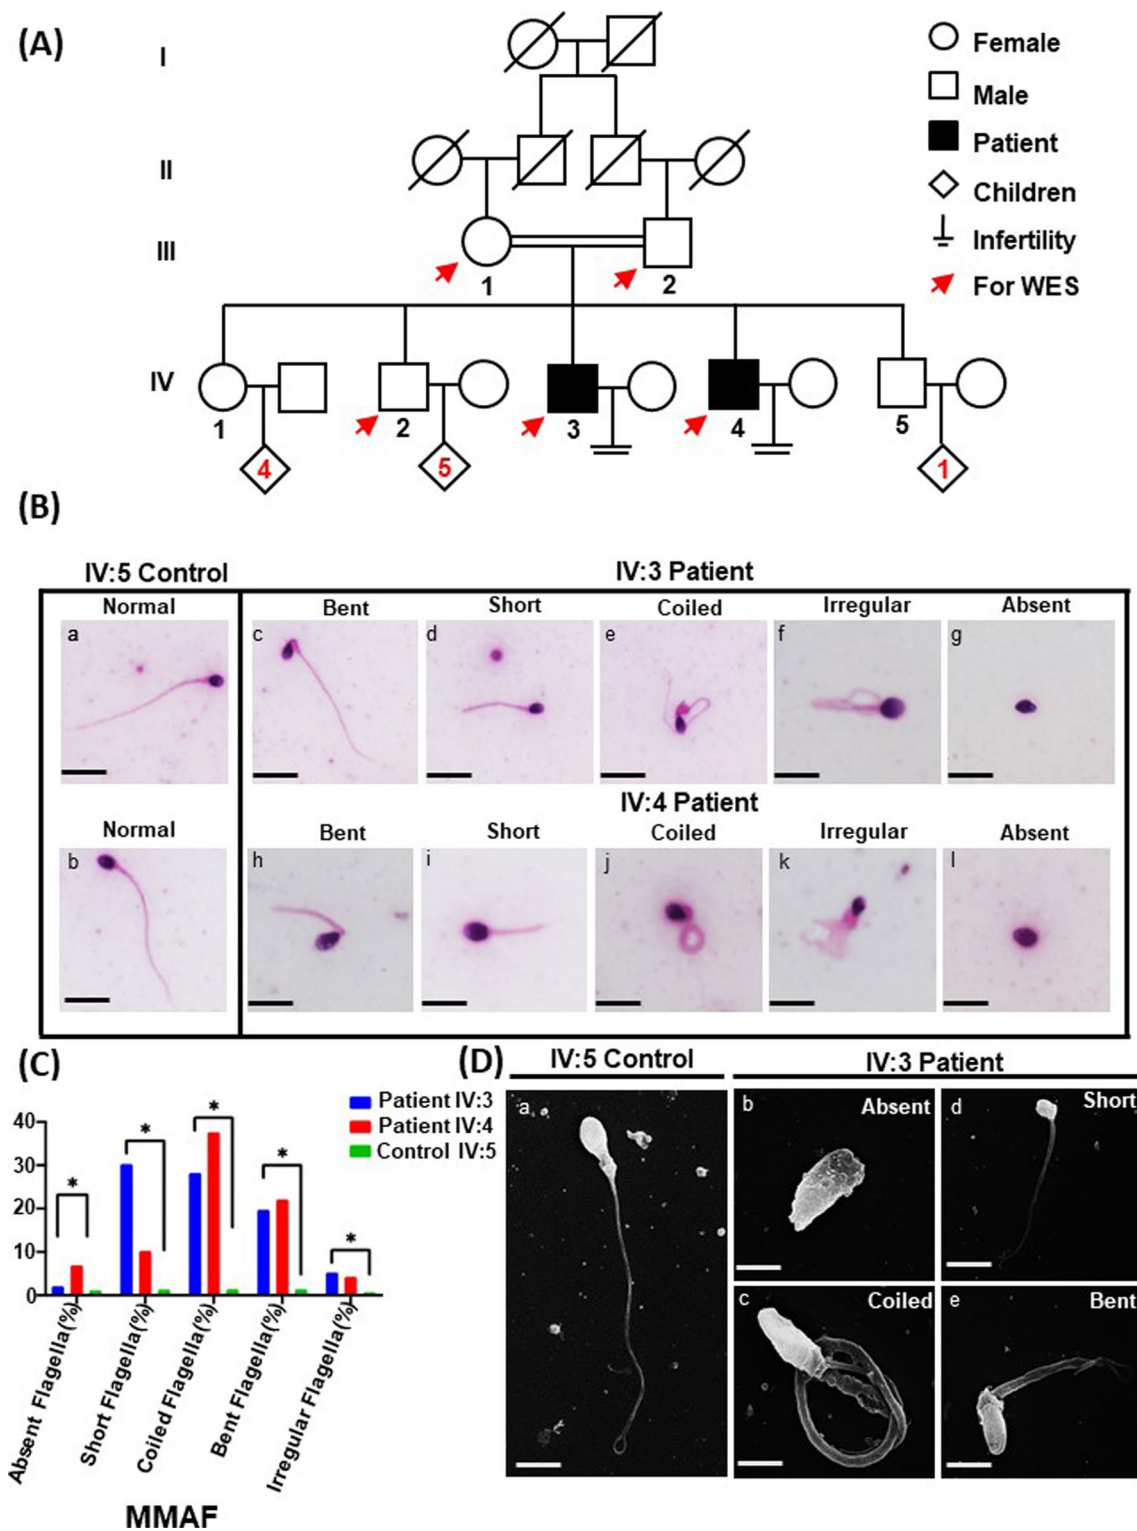 (A)
I
II
III
IV
Female
Male
Patient
Children
Infertility
For WES
1
2
1
2
3
4
5
4
5
1
(B)
IV:5 Control
IV:3 Patient
Normal
Bent
Short
Coiled
Irregular
Absent
a
c
d
e
f
g
IV:4 Patient
Normal
Bent
Short
Coiled
Irregular
Absent
b
h
i
j
k
l
(C)
Patient IV:3
Patient IV:4
Control IV:5
40
30
20
10
0
*
*
*
*
*
Absent Flagella(%)
Short Flagella(%)
Coiled Flagella(%)
Bent Flagella(%)
Irregular Flagella(%)
MMAF
(D)
IV:5 Control
IV:3 Patient
a
b
Absent
d
Short
c
Coiled
e
Bent